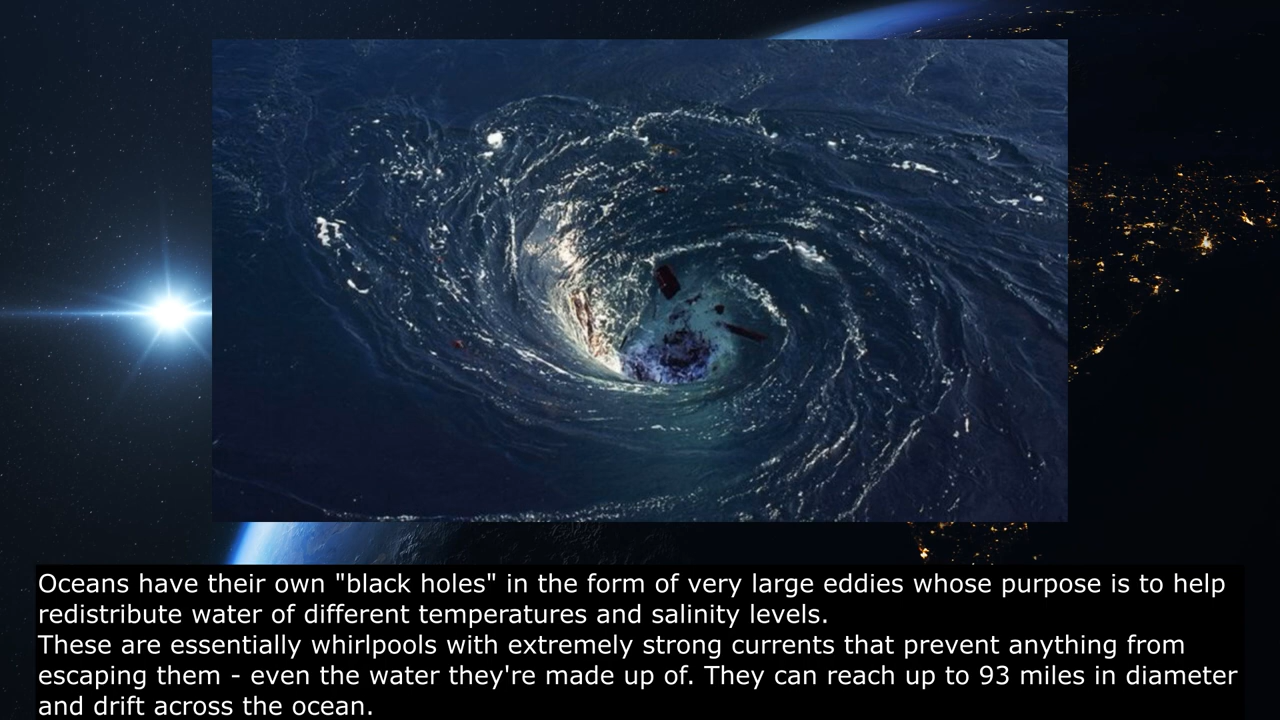 Oceans have their own "black holes" in the form of very large eddies whose purpose is to help
redistribute water of different temperatures and salinity levels.
These are essentially whirlpools with extremely strong currents that prevent anything from
escaping them - even the water they're made up of. They can reach up to 93 miles in diameter
and drift across the ocean.